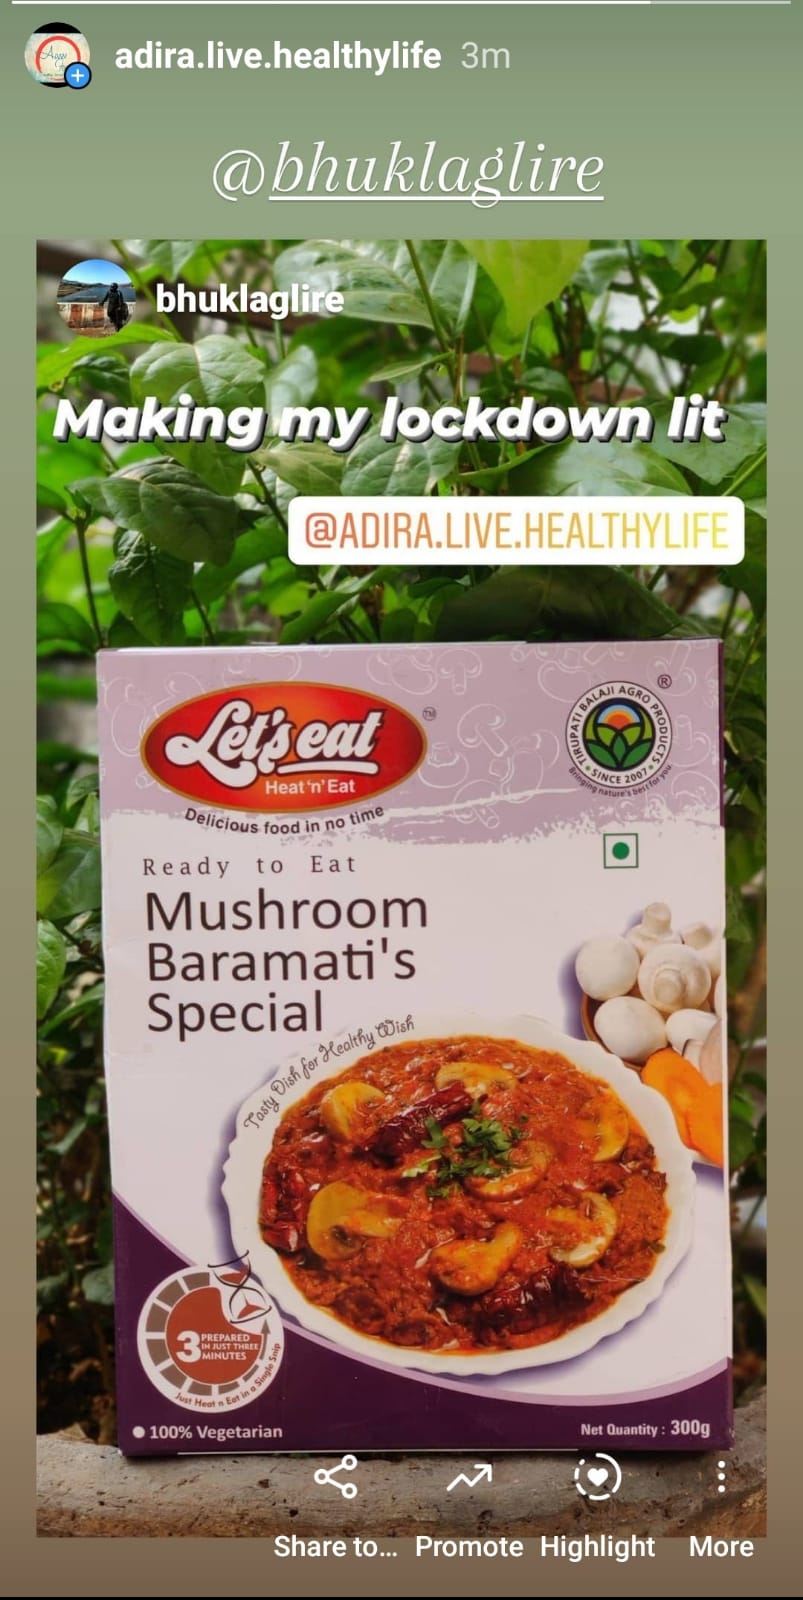 adira.live.healthylife 3m
@bhuklaglire
bhuklaglire
Making my lockdown lit
@ADIRA.LIVE.HEALTHYLIFE
Let's eat TM
Heat 'n' Eat
Delicious food in no time
TIRUPATI BALAJI AGRO PRODUCTS ®
SINCE 2007
Bringing nature's best for you.
Ready to Eat
Mushroom
Baramati's
Special
Tasty Dish for Healthy Wish
3 PREPARED
IN JUST THREE
MINUTES
Just Heat n Eat in a Single Snip
100% Vegetarian
Net Quantity : 300g
Share to... Promote Highlight More